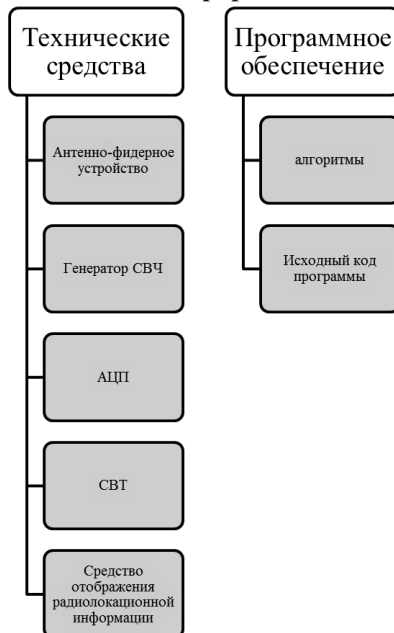 Технические
средства
Антенно-фидерное
устройство
Генератор СВЧ
АЦП
СВТ
Средство
отображения
радиолокационной
информации
Программное
обеспечение
алгоритмы
Исходный код
программы